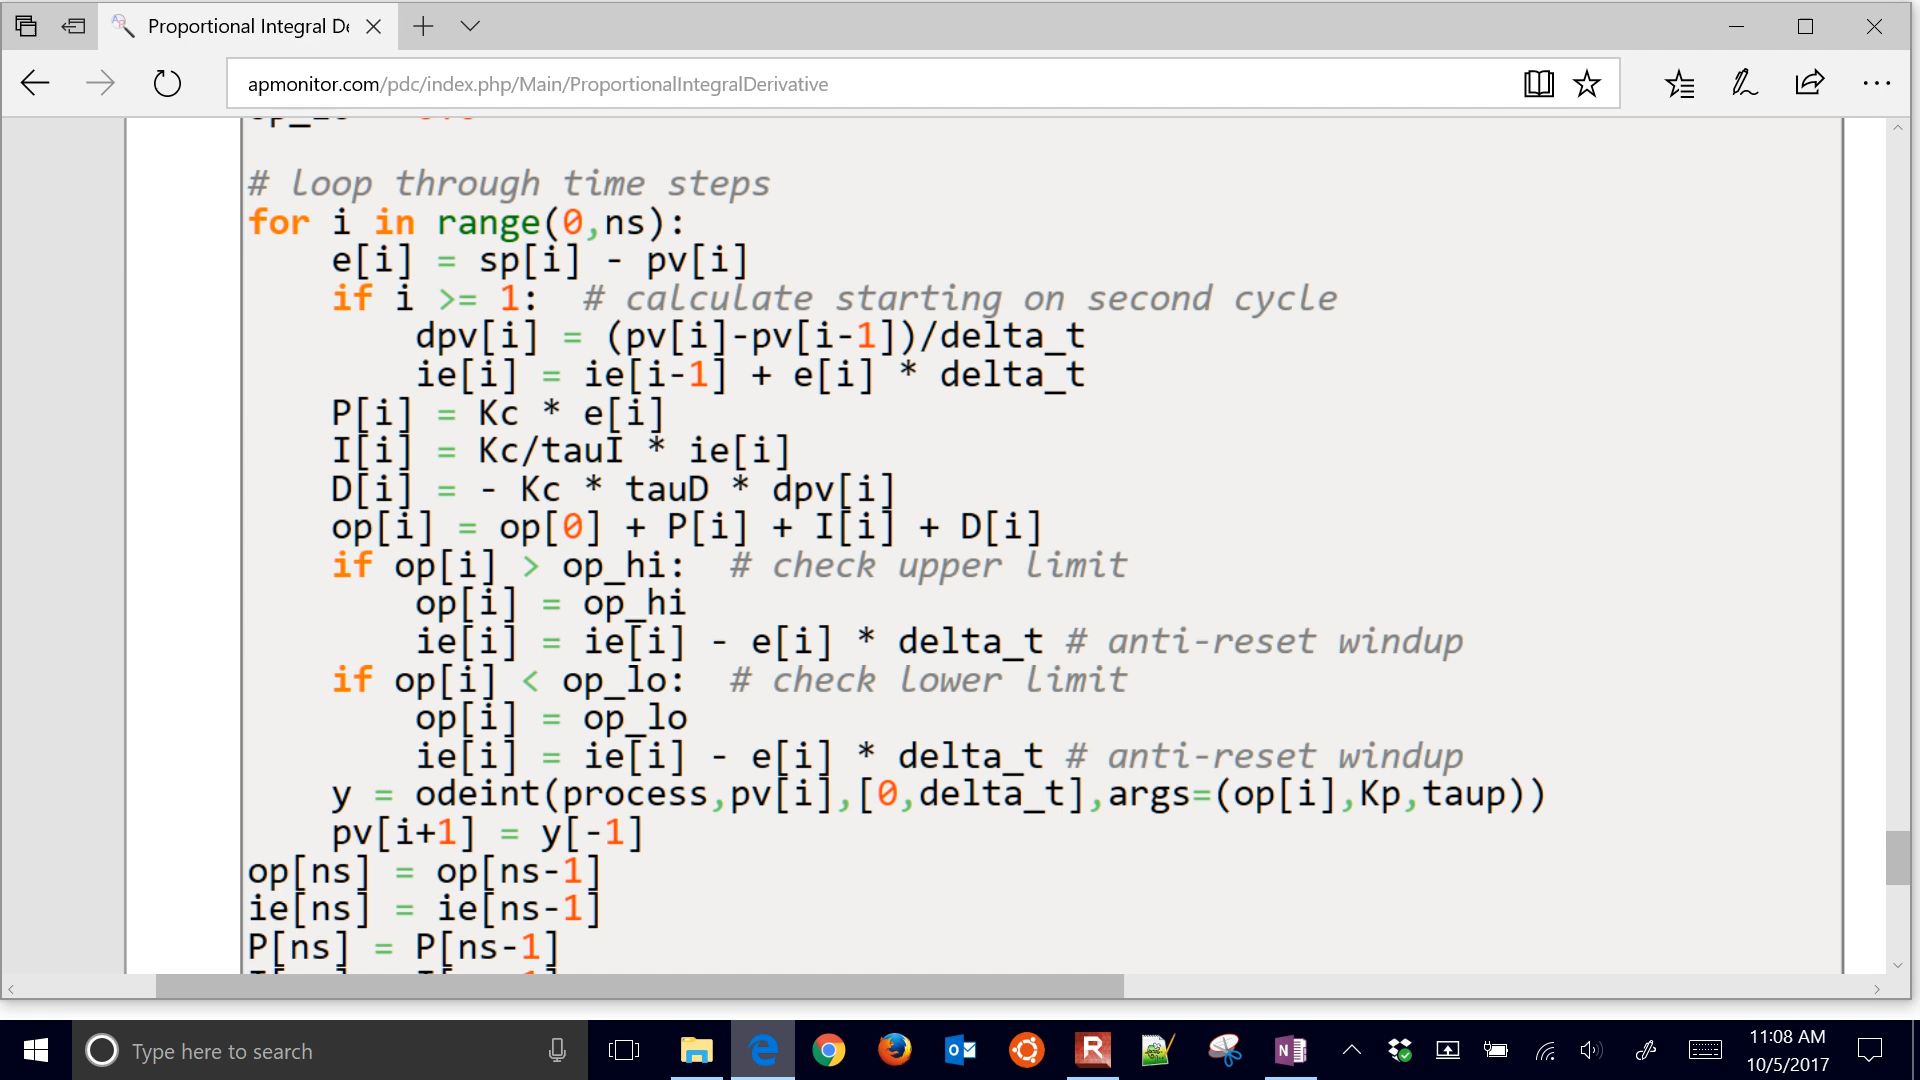 Proportional Integral De
apmonitor.com/pdc/index.php/Main/ProportionalIntegralDerivative
# loop through time steps
for i in range(0,ns):
    e[i] = sp[i] - pv[i]
    if i >= 1:  # calculate starting on second cycle
        dpv[i] = (pv[i]-pv[i-1])/delta_t
        ie[i] = ie[i-1] + e[i] * delta_t
    P[i] = Kc * e[i]
    I[i] = Kc/tauI * ie[i]
    D[i] = - Kc * tauD * dpv[i]
    op[i] = op[0] + P[i] + I[i] + D[i]
    if op[i] > op_hi:  # check upper limit
        op[i] = op_hi
        ie[i] = ie[i] - e[i] * delta_t # anti-reset windup
    if op[i] < op_lo:  # check lower limit
        op[i] = op_lo
        ie[i] = ie[i] - e[i] * delta_t # anti-reset windup
    y = odeint(process,pv[i],[0,delta_t],args=(op[i],Kp,taup))
    pv[i+1] = y[-1]
op[ns] = op[ns-1]
ie[ns] = ie[ns-1]
P[ns] = P[ns-1]
Type here to search
11:08 AM
10/5/2017